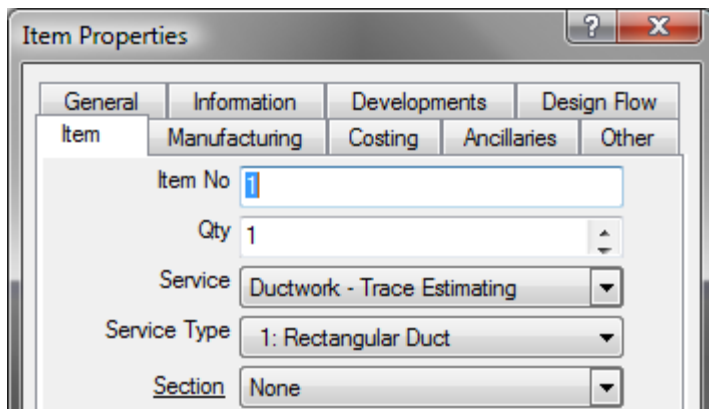 Item Properties ? X
General Information Developments Design Flow
Item Manufacturing Costing Ancillaries Other
Item No 1
Qty 1
Service Ductwork - Trace Estimating
Service Type 1: Rectangular Duct
Section None